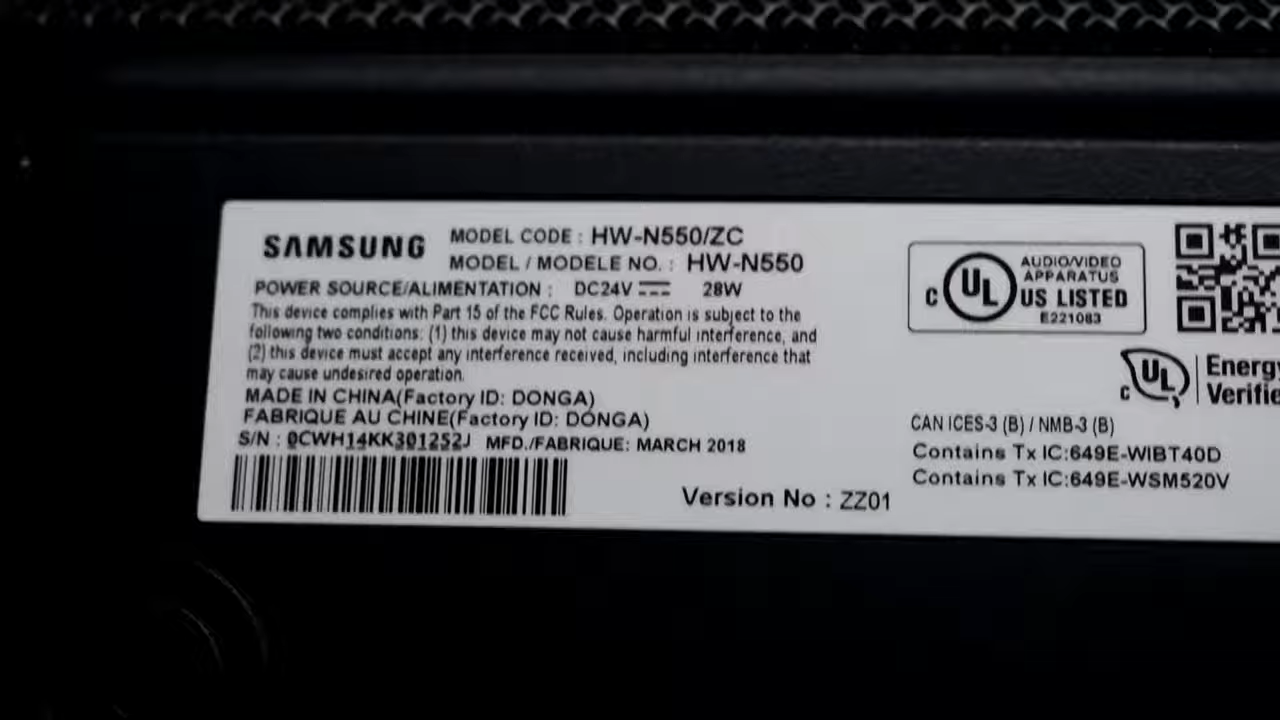 SAMSUNG
MODEL CODE : HW-N550/ZC
MODEL / MODELE NO. : HW-N550
POWER SOURCE/ALIMENTATION : DC24V 28W
This device complies with Part 15 of the FCC Rules. Operation is subject to the
following two conditions: (1) this device may not cause harmful interference, and
(2) this device must accept any interference received, including interference that
may cause undesired operation.
MADE IN CHINA(Factory ID: DONGA)
FABRIQUE AU CHINE(Factory ID: DONGA)
S/N : 0CWH14KK301252J MFD./FABRIQUE: MARCH 2018
Version No : ZZ01
C UL
AUDIO/VIDEO
APPARATUS
US LISTED
E221083
C UL
Energy
Verifie
CAN ICES-3 (B) / NMB-3 (B)
Contains Tx IC:649E-WIBT40D
Contains Tx IC:649E-WSM520V